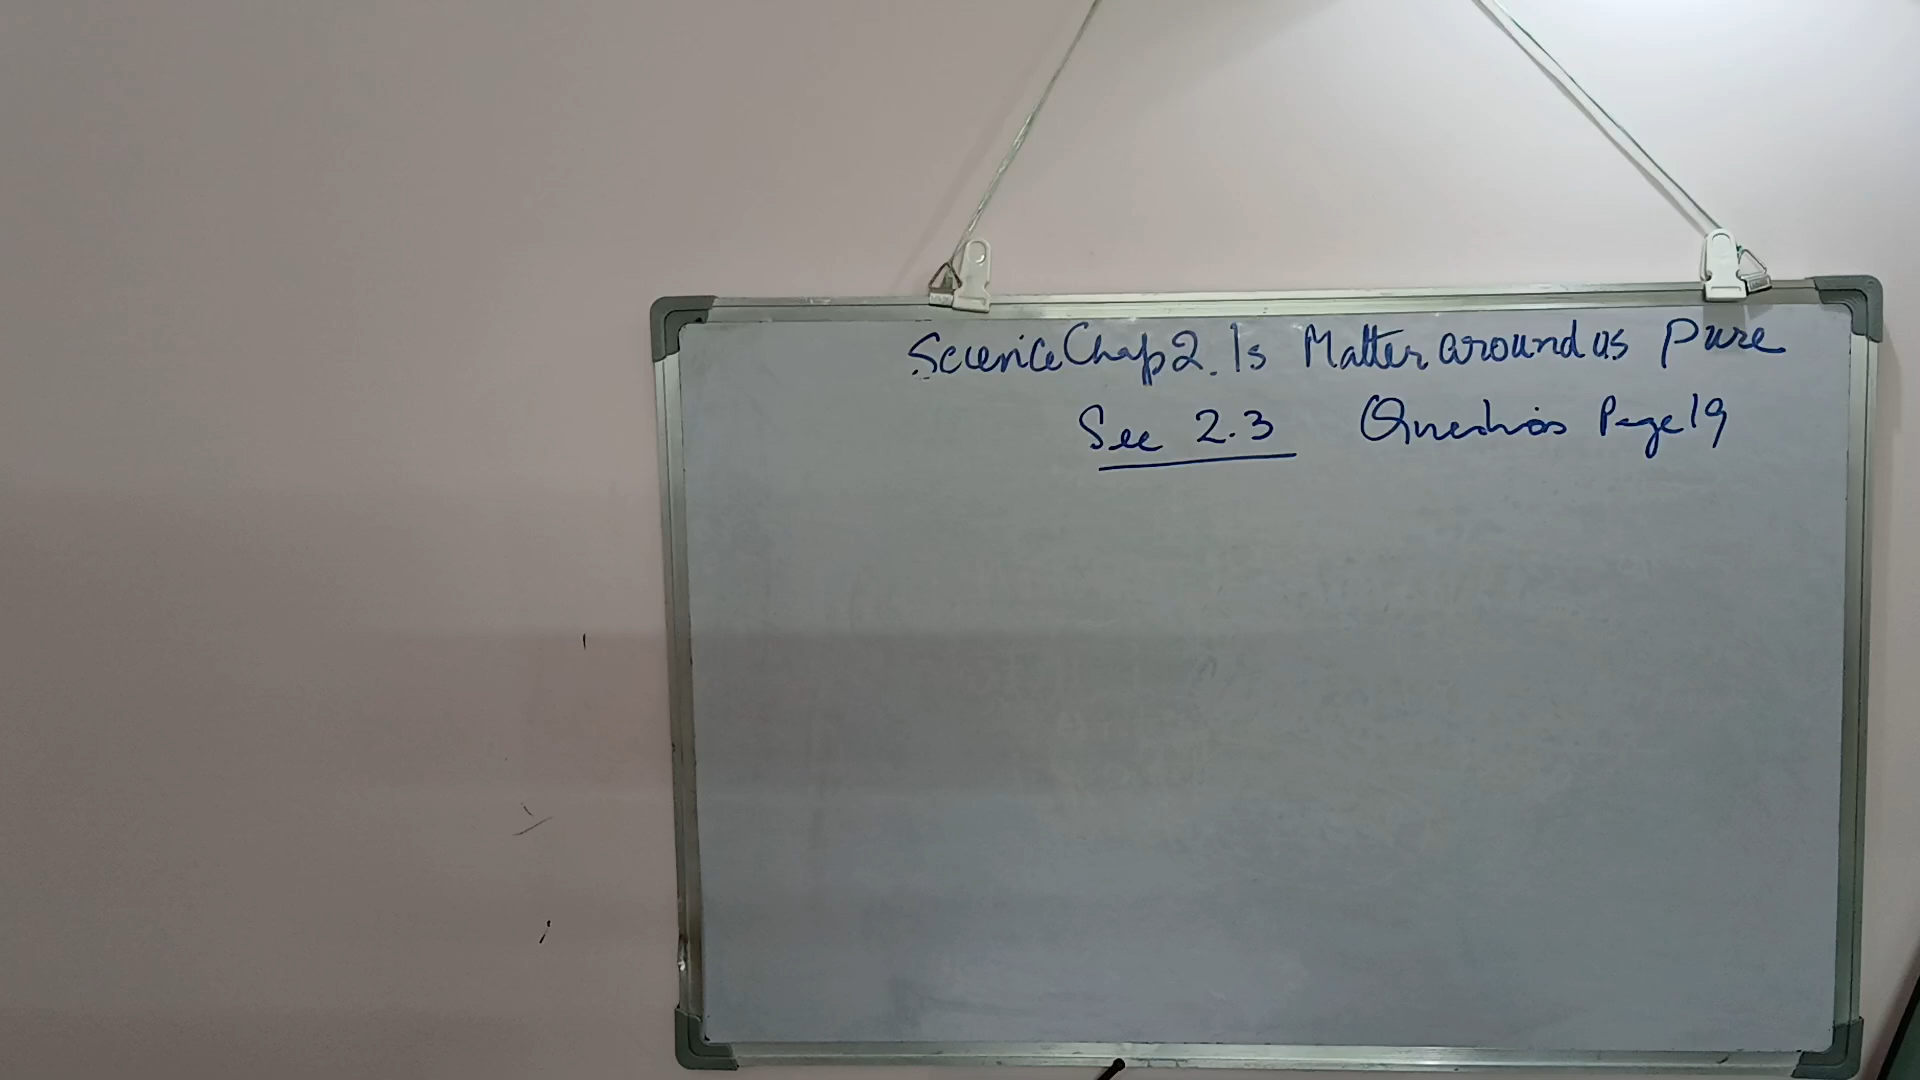 Science Chap 2. Is Matter around us Pure
Sec 2.3 Questions Page 19